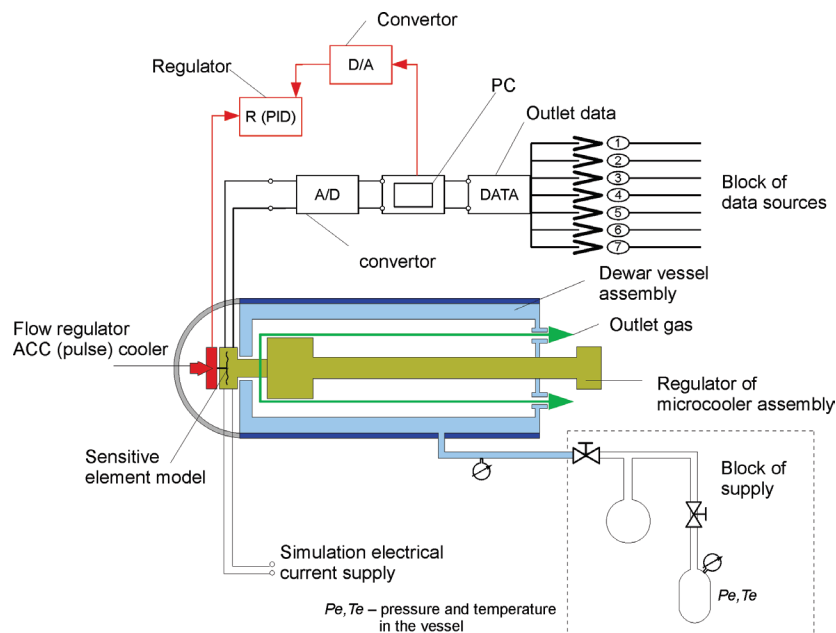 Convertor
Regulator
D/A
PC
R (PID)
Outlet data
A/D
DATA
1
2
3
4
5
6
7
Block of
data sources
convertor
Dewar vessel
assembly
Flow regulator
ACC (pulse) cooler
Outlet gas
Regulator of
microcooler assembly
Sensitive
element model
Block of
supply
Simulation electrical
current supply
Pe,Te
Pe,Te – pressure and temperature
in the vessel